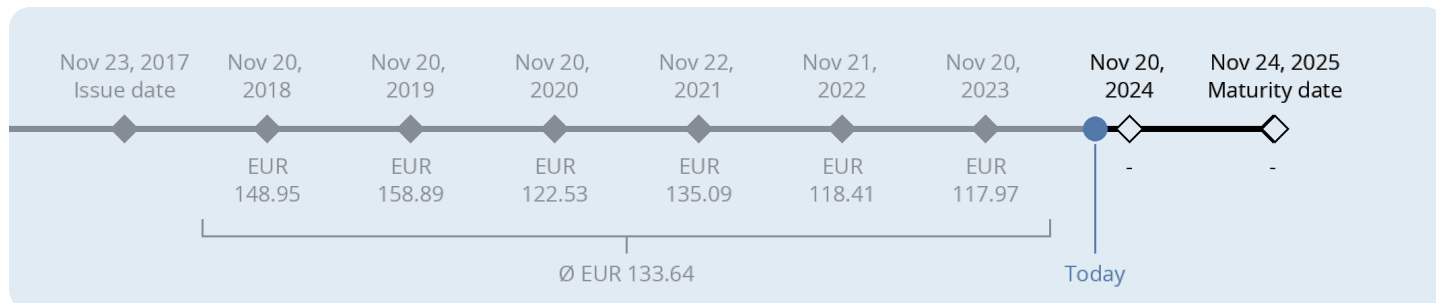 Nov 23, 2017
Issue date
Nov 20,
2018
Nov 20,
2019
Nov 20,
2020
Nov 22,
2021
Nov 21,
2022
Nov 20,
2023
Nov 20,
2024
Nov 24, 2025
Maturity date
EUR
148.95
EUR
158.89
EUR
122.53
EUR
135.09
EUR
118.41
EUR
117.97
-
-
Ø EUR 133.64
Today